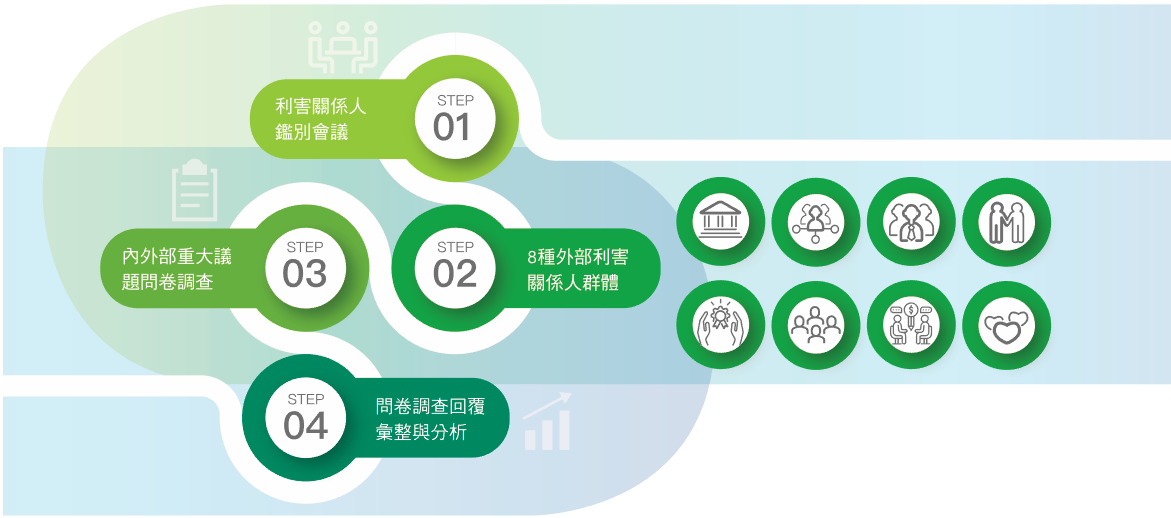 利害關係人
鑑別會議
STEP
01
STEP
02
8種外部利害
關係人群體
內外部重大議
題問卷調查
STEP
03
STEP
04
問卷調查回覆
彙整與分析